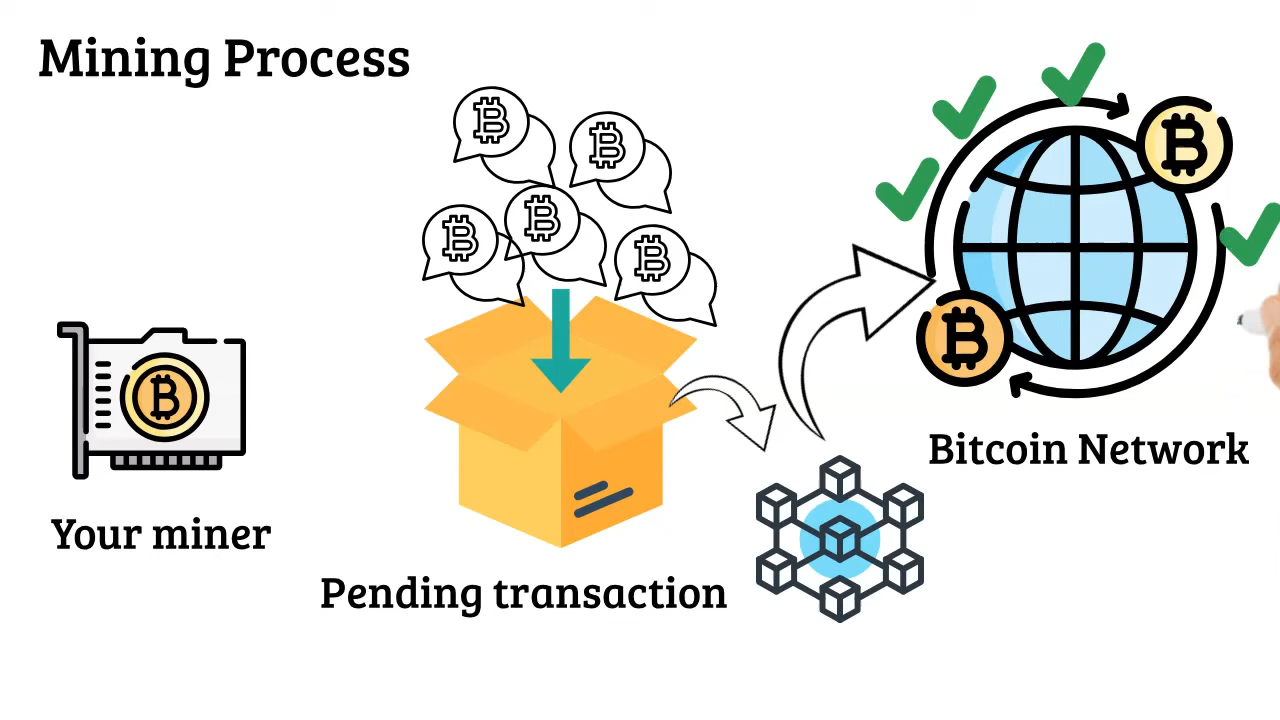 Mining Process
Your miner
Pending transaction
Bitcoin Network